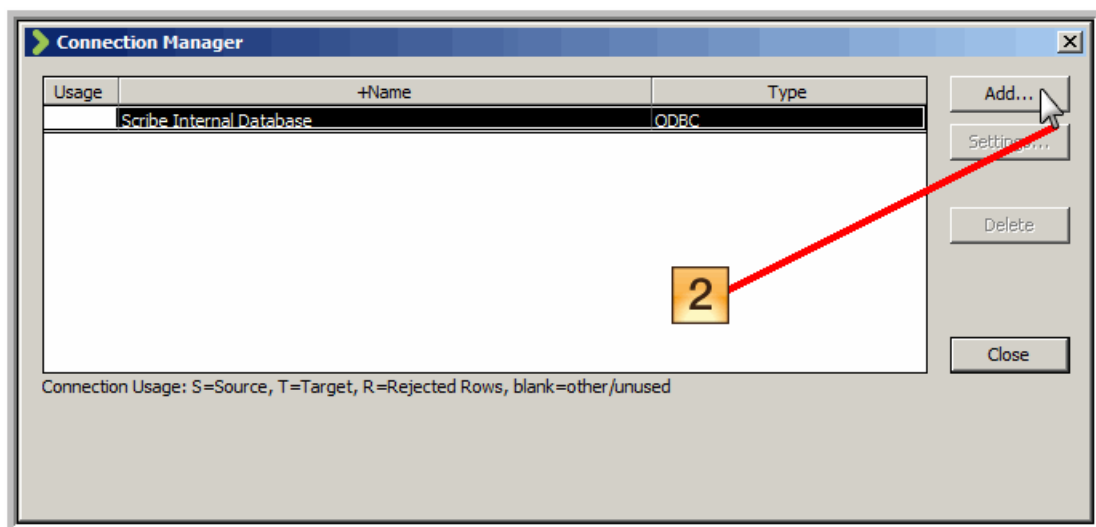 Connection Manager
Usage +Name Type
Scribe Internal Database ODBC
Add...
Settings...
Delete
2
Close
Connection Usage: S=Source, T=Target, R=Rejected Rows, blank=other/unused